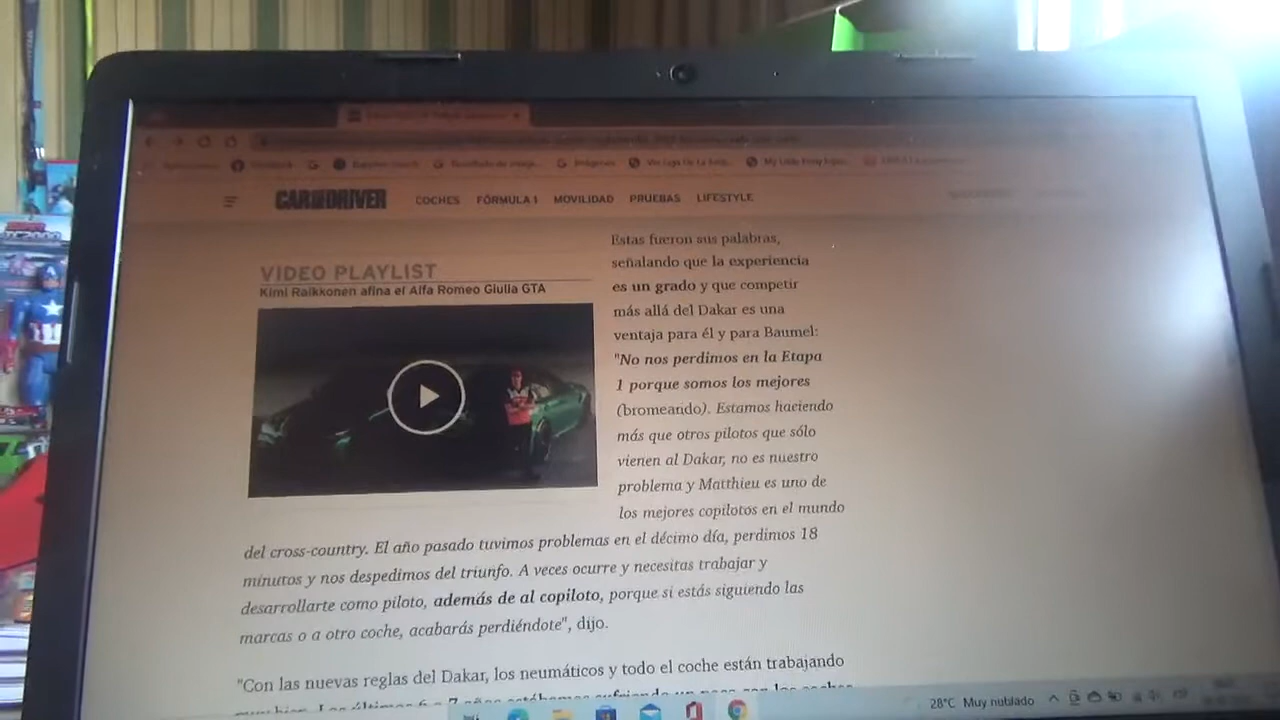 CAR AND DRIVER
COCHES FÓRMULA 1 MOVILIDAD PRUEBAS LIFESTYLE
VIDEO PLAYLIST
Kimi Raikkonen afina el Alfa Romeo Giulia GTA
Estas fueron sus palabras,
señalando que la experiencia
es un grado y que competir
más allá del Dakar es una
ventaja para él y para Baumel:
"No nos perdimos en la Etapa
1 porque somos los mejores
(bromeando). Estamos haciendo
más que otros pilotos que sólo
vienen al Dakar, no es nuestro
problema y Matthieu es uno de
los mejores copilotos en el mundo
del cross-country. El año pasado tuvimos problemas en el décimo día, perdimos 18
minutos y nos despedimos del triunfo. A veces ocurre y necesitas trabajar y
desarrollarte como piloto, además de al copiloto, porque si estás siguiendo las
marcas o a otro coche, acabarás perdiéndote", dijo.
"Con las nuevas reglas del Dakar, los neumáticos y todo el coche están trabajando
28°C Muy nublado